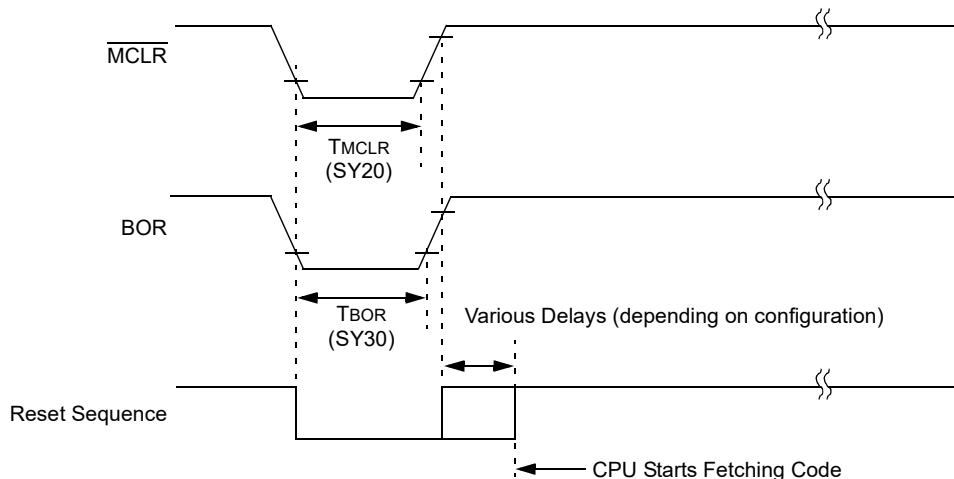 MCLR
TMCLR
(SY20)
BOR
TBOR
(SY30)
Various Delays (depending on configuration)
Reset Sequence
CPU Starts Fetching Code